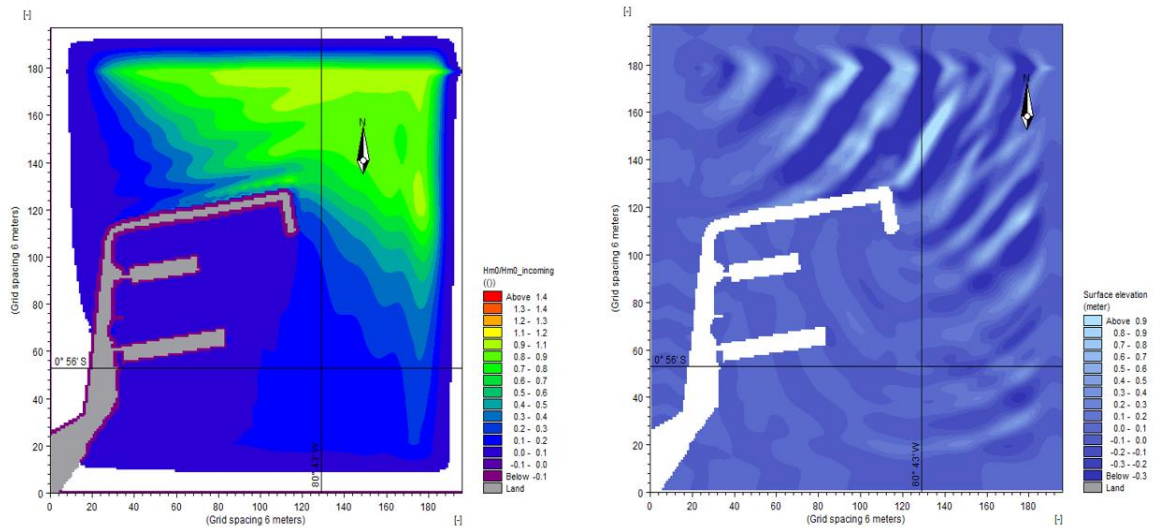 [-]
180
160
140
120
100
80
60
40
20
0
(Grid spacing 6 meters)
N
0° 56' S
80° 43' W
0 20 40 60 80 100 120 140 160 180
(Grid spacing 6 meters)
[-]
Hm0/Hm0_incoming
(())
Above 1.4
1.3 - 1.4
1.2 - 1.3
1.1 - 1.2
0.9 - 1.1
0.8 - 0.9
0.7 - 0.8
0.6 - 0.7
0.5 - 0.6
0.4 - 0.5
0.3 - 0.4
0.2 - 0.3
0.1 - 0.2
0.0 - 0.1
-0.1 - 0.0
Below -0.1
Land
[-]
180
160
140
120
100
80
60
40
20
0
(Grid spacing 6 meters)
N
0° 56' S
80° 43' W
0 20 40 60 80 100 120 140 160 180
(Grid spacing 6 meters)
[-]
Surface elevation
(meter)
Above 0.9
0.8 - 0.9
0.7 - 0.8
0.6 - 0.7
0.5 - 0.6
0.4 - 0.5
0.3 - 0.4
0.2 - 0.3
0.1 - 0.2
0.0 - 0.1
-0.1 - 0.0
-0.2 - -0.1
-0.3 - -0.2
Below -0.3
Land